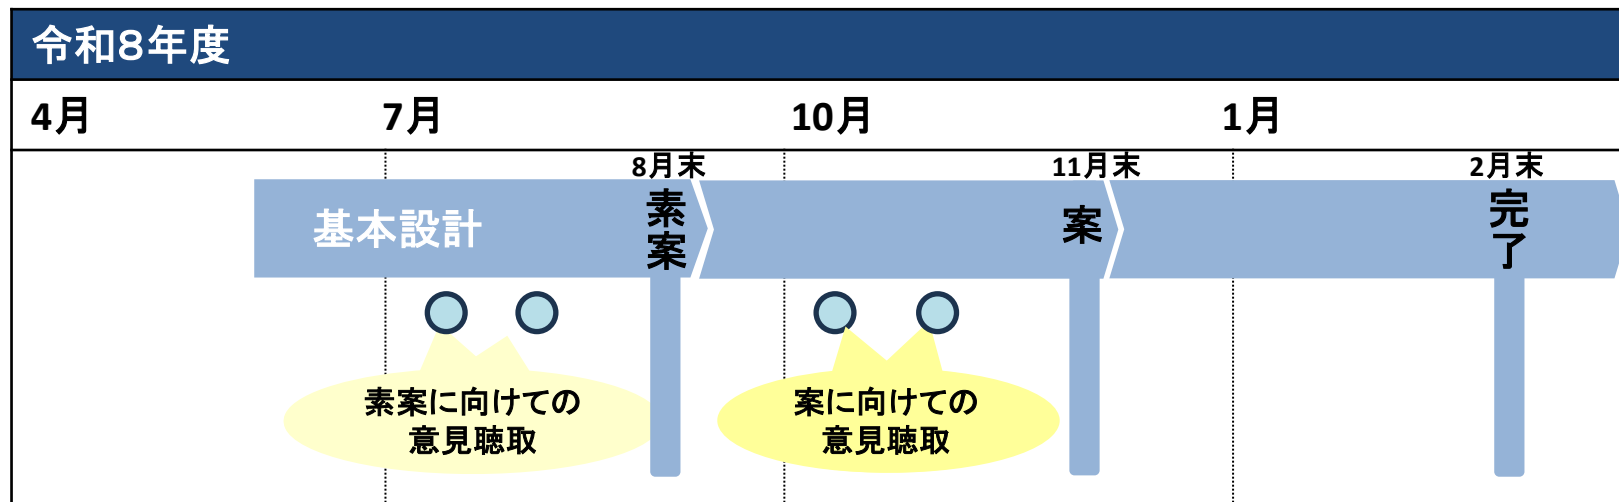 令和８年度
4月 7月 10月 1月
8月末 11月末 2月末
基本設計 素案 案 完了
素案に向けての
意見聴取
案に向けての
意見聴取